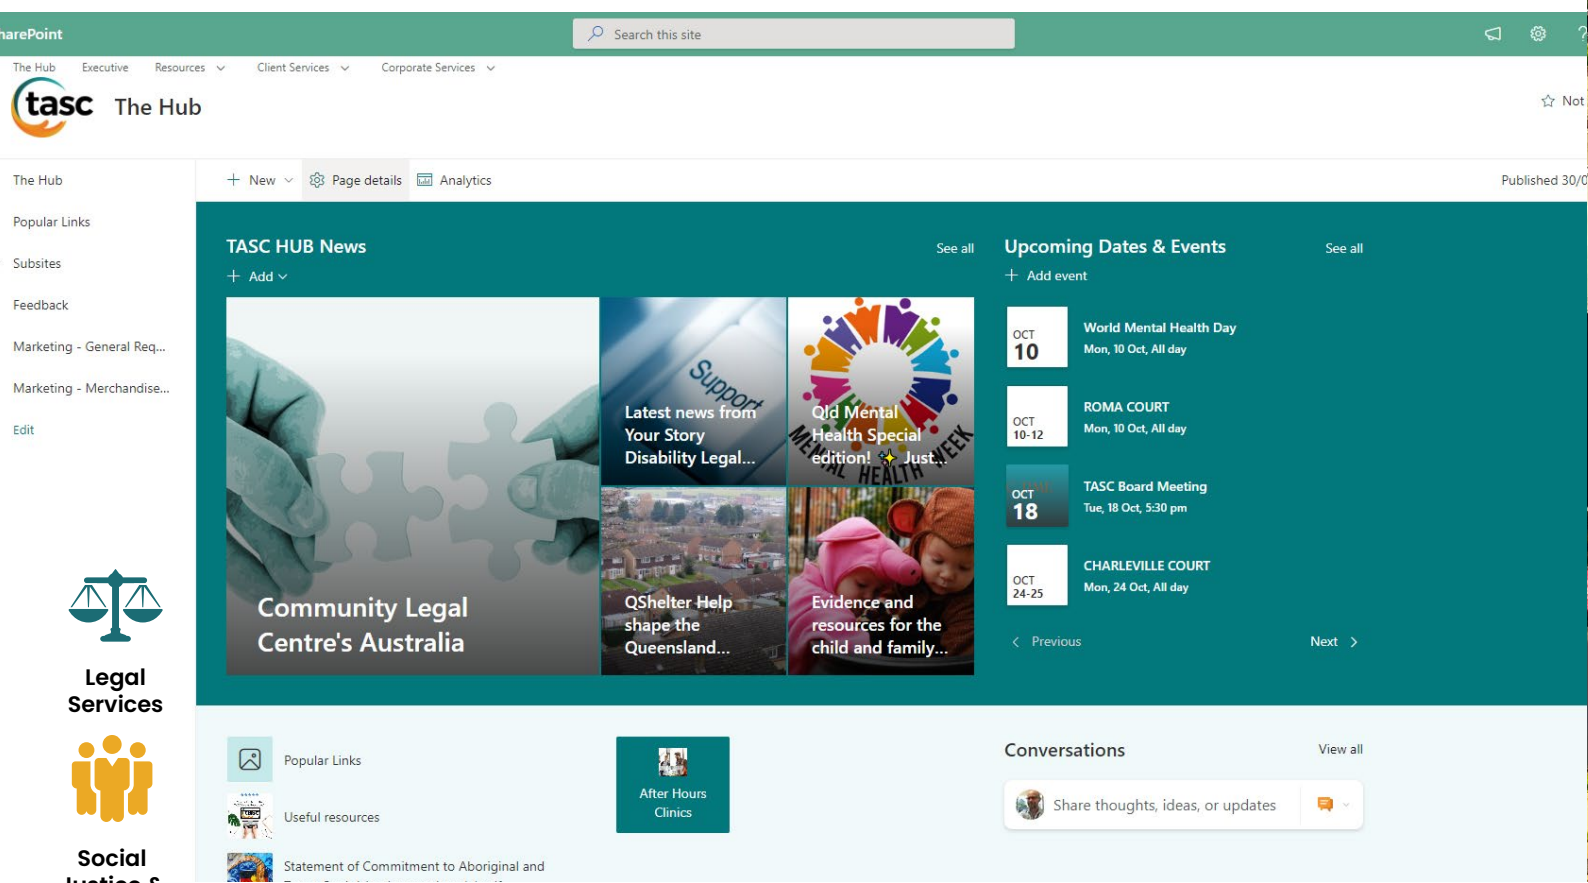 harePoint
Search this site
The Hub
Executive
Resources
Client Services
Corporate Services
tasc
The Hub
Not
The Hub
Popular Links
Subsites
Feedback
Marketing - General Req...
Marketing - Merchandise...
Edit
New
Page details
Analytics
Published 30/0
TASC HUB News
See all
Add
Support
Community Legal
Centre's Australia
Latest news from
Your Story
Disability Legal...
MENTAL HEALTH WEEK
Qld Mental
Health Special
edition! ✨ Just...
QShelter Help
shape the
Queensland...
Evidence and
resources for the
child and family...
Upcoming Dates & Events
See all
Add event
OCT
10
World Mental Health Day
Mon, 10 Oct, All day
OCT
10-12
ROMA COURT
Mon, 10 Oct, All day
OCT
18
TASC Board Meeting
Tue, 18 Oct, 5:30 pm
OCT
24-25
CHARLEVILLE COURT
Mon, 24 Oct, All day
Previous
Next
Legal
Services
Social
Justice &
Popular Links
Useful resources
Statement of Commitment to Aboriginal and
After Hours
Clinics
Conversations
View all
Share thoughts, ideas, or updates